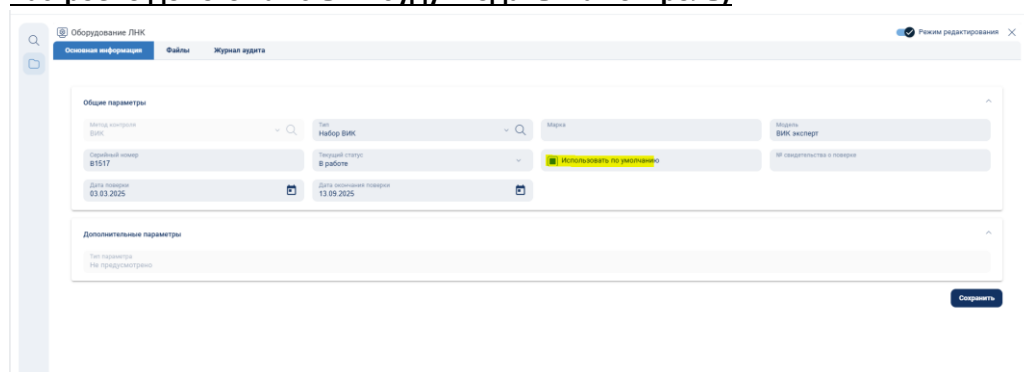 Оборудование ЛНК
Режим редактирования
Основная информация Файлы Журнал аудита
Общие параметры
Метод контроля
ВИК
Тип
Набор ВИК
Марка
Модель
ВИК эксперт
Серийный номер
В1517
Текущий статус
В работе
Использовать по умолчанию
№ свидетельства о поверке
Дата поверки
03.03.2025
Дата окончания поверки
13.09.2025
Дополнительные параметры
Тип параметра
Не предусмотрено
Сохранить